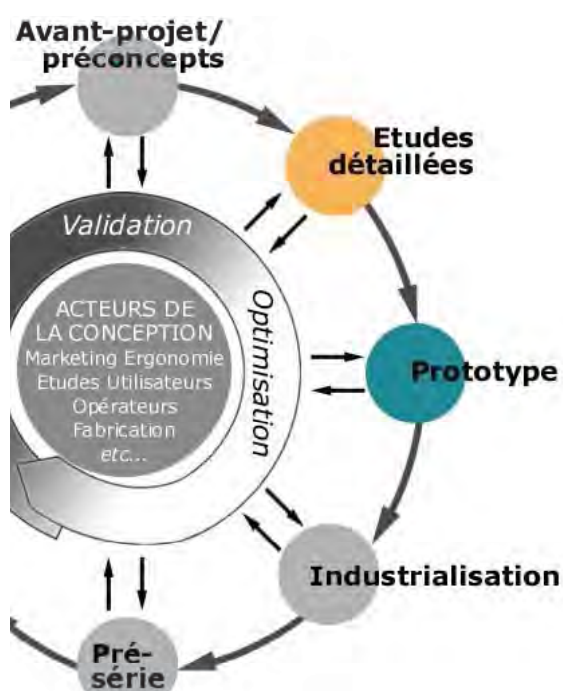 Avant-projet/
préconcepts
Etudes
détaillées
Validation
Optimisation
ACTEURS DE
LA CONCEPTION
Marketing Ergonomie
Etudes Utilisateurs
Opérateurs
Fabrication
etc...
Prototype
Industrialisation
Pré-
série